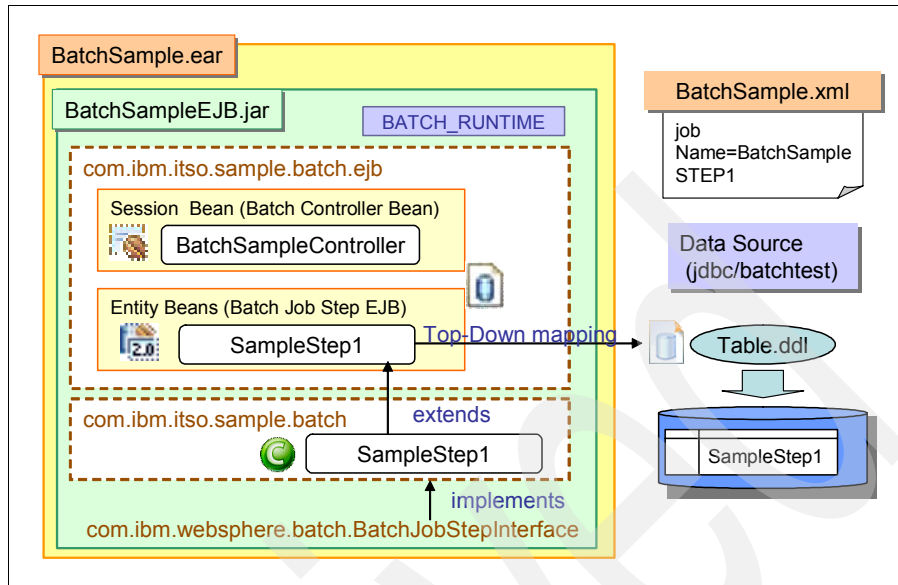 BatchSample.ear
BatchSampleEJB.jar
BATCH_RUNTIME
com.ibm.itso.sample.batch.ejb
Session Bean (Batch Controller Bean)
BatchSampleController
Entity Beans (Batch Job Step EJB)
2.0
SampleStep1
Top-Down mapping
extends
com.ibm.itso.sample.batch
C
SampleStep1
implements
com.ibm.websphere.batch.BatchJobStepInterface
BatchSample.xml
job
Name=BatchSample
STEP1
Data Source
(jdbc/batchtest)
Table.ddl
SampleStep1